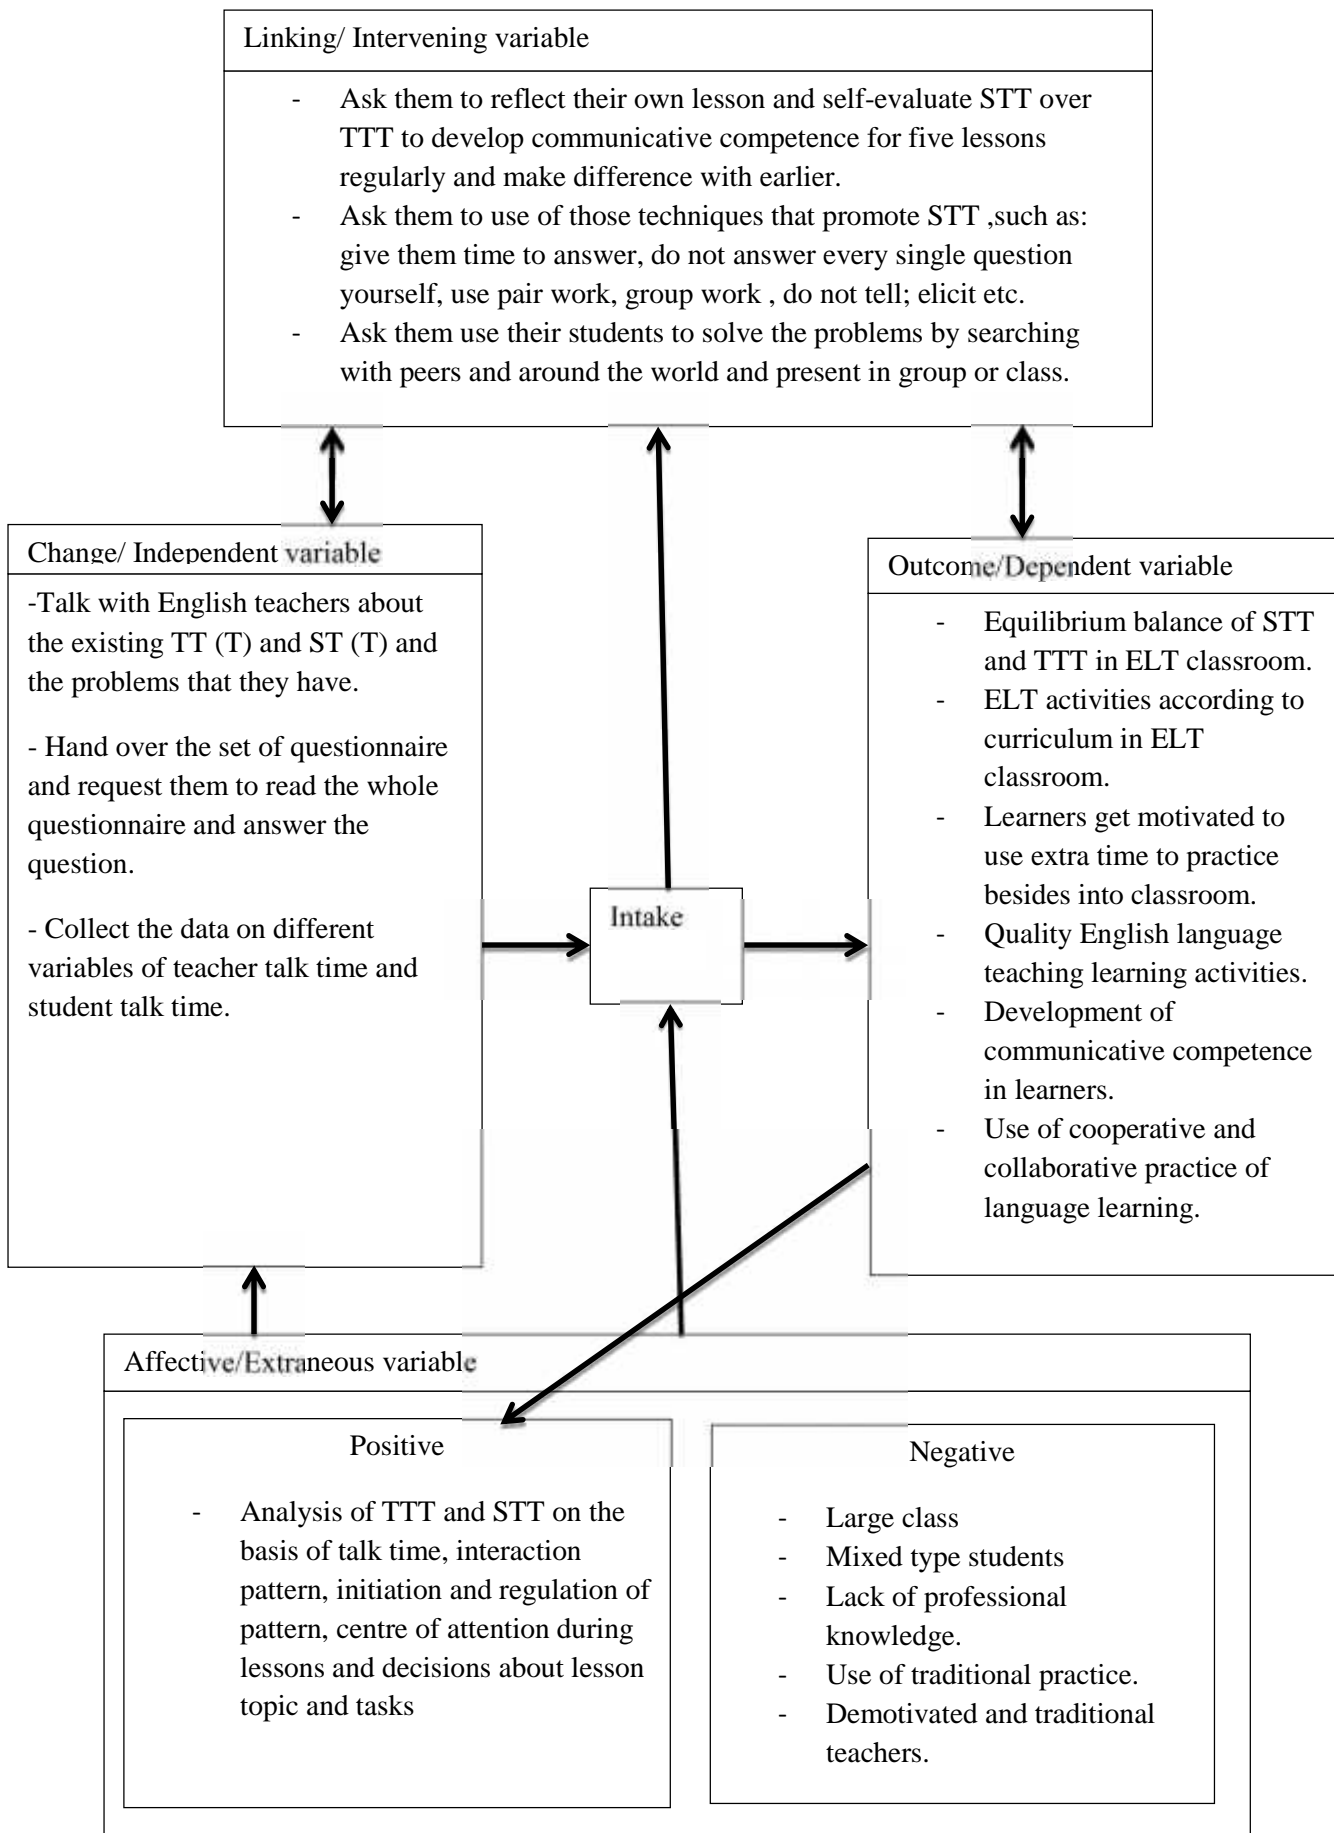 Linking/ Intervening variable
- Ask them to reflect their own lesson and self-evaluate STT over
TTT to develop communicative competence for five lessons
regularly and make difference with earlier.
- Ask them to use of those techniques that promote STT ,such as:
give them time to answer, do not answer every single question
yourself, use pair work, group work , do not tell; elicit etc.
- Ask them use their students to solve the problems by searching
with peers and around the world and present in group or class.
Change/ Independent variable
-Talk with English teachers about
the existing TT (T) and ST (T) and
the problems that they have.
- Hand over the set of questionnaire
and request them to read the whole
questionnaire and answer the
question.
- Collect the data on different
variables of teacher talk time and
student talk time.
Intake
Outcome/Dependent variable
- Equilibrium balance of STT
and TTT in ELT classroom.
- ELT activities according to
curriculum in ELT
classroom.
- Learners get motivated to
use extra time to practice
besides into classroom.
- Quality English language
teaching learning activities.
- Development of
communicative competence
in learners.
- Use of cooperative and
collaborative practice of
language learning.
Affective/Extraneous variable
Positive
- Analysis of TTT and STT on the
basis of talk time, interaction
pattern, initiation and regulation of
pattern, centre of attention during
lessons and decisions about lesson
topic and tasks
Negative
- Large class
- Mixed type students
- Lack of professional
knowledge.
- Use of traditional practice.
- Demotivated and traditional
teachers.